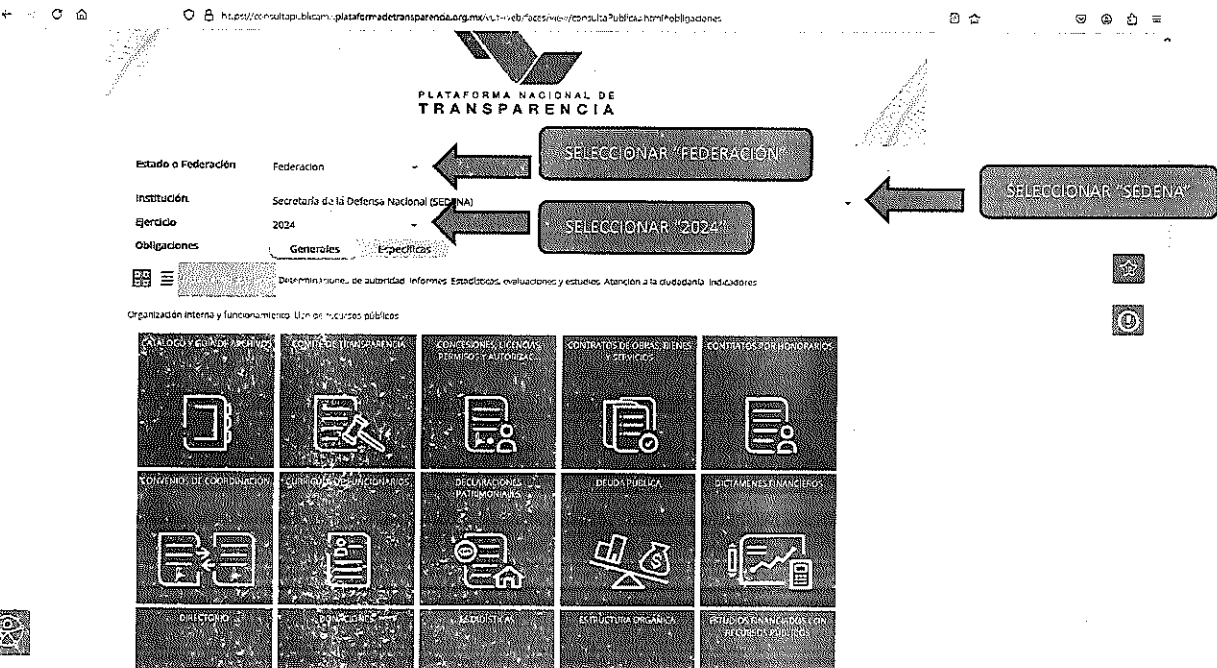 plataformadetransparencia.org.mx
PLATAFORMA NACIONAL DE
TRANSPARENCIA
Estado o Federación
Federacion
SELECCIONAR "FEDERACIÓN"
Institución
Secretaría de la Defensa Nacional (SEDENA)
SELECCIONAR "SEDENA"
Ejercicio
2024
SELECCIONAR "2024"
Obligaciones
Generales
Específicas
Determinaciones de autoridad Informes Estadísticas, evaluaciones y estudios Atención a la ciudadanía Indicadores
Organización interna y funcionamiento Uso de recursos públicos
CATÁLOGO Y GUÍA DE ARCHIVOS
COMITÉ DE TRANSPARENCIA
CONCESIONES, LICENCIAS,
PERMISOS Y AUTORIZAC...
CONTRATOS DE OBRAS, BIENES
Y SERVICIOS
CONTRATOS POR HONORARIOS
CONVENIOS DE COORDINACIÓN
CURRÍCULA DE FUNCIONARIOS
DECLARACIONES
PATRIMONIALES
DEUDA PÚBLICA
DICTÁMENES FINANCIEROS
DIRECTORIO
DONACIONES
ESTADÍSTICAS
ESTRUCTURA ORGÁNICA
ESTUDIOS FINANCIADOS CON
RECURSOS PÚBLICOS